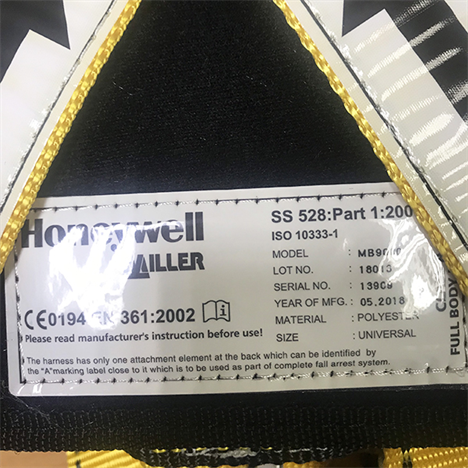 Honeywell
MILLER
CE0194 EN 361:2002
Please read manufacturer's instruction before use!
SS 528:Part 1:200
ISO 10333-1
MODEL :
LOT NO. : 18013
SERIAL NO. : 13909
YEAR OF MFG. : 05.2018
MATERIAL : POLYESTER
SIZE : UNIVERSAL
FULL BODY
The harness has only one attachment element at the back which can be identified by
the "A"marking label close to it which is to be used as part of complete fall arrest system.